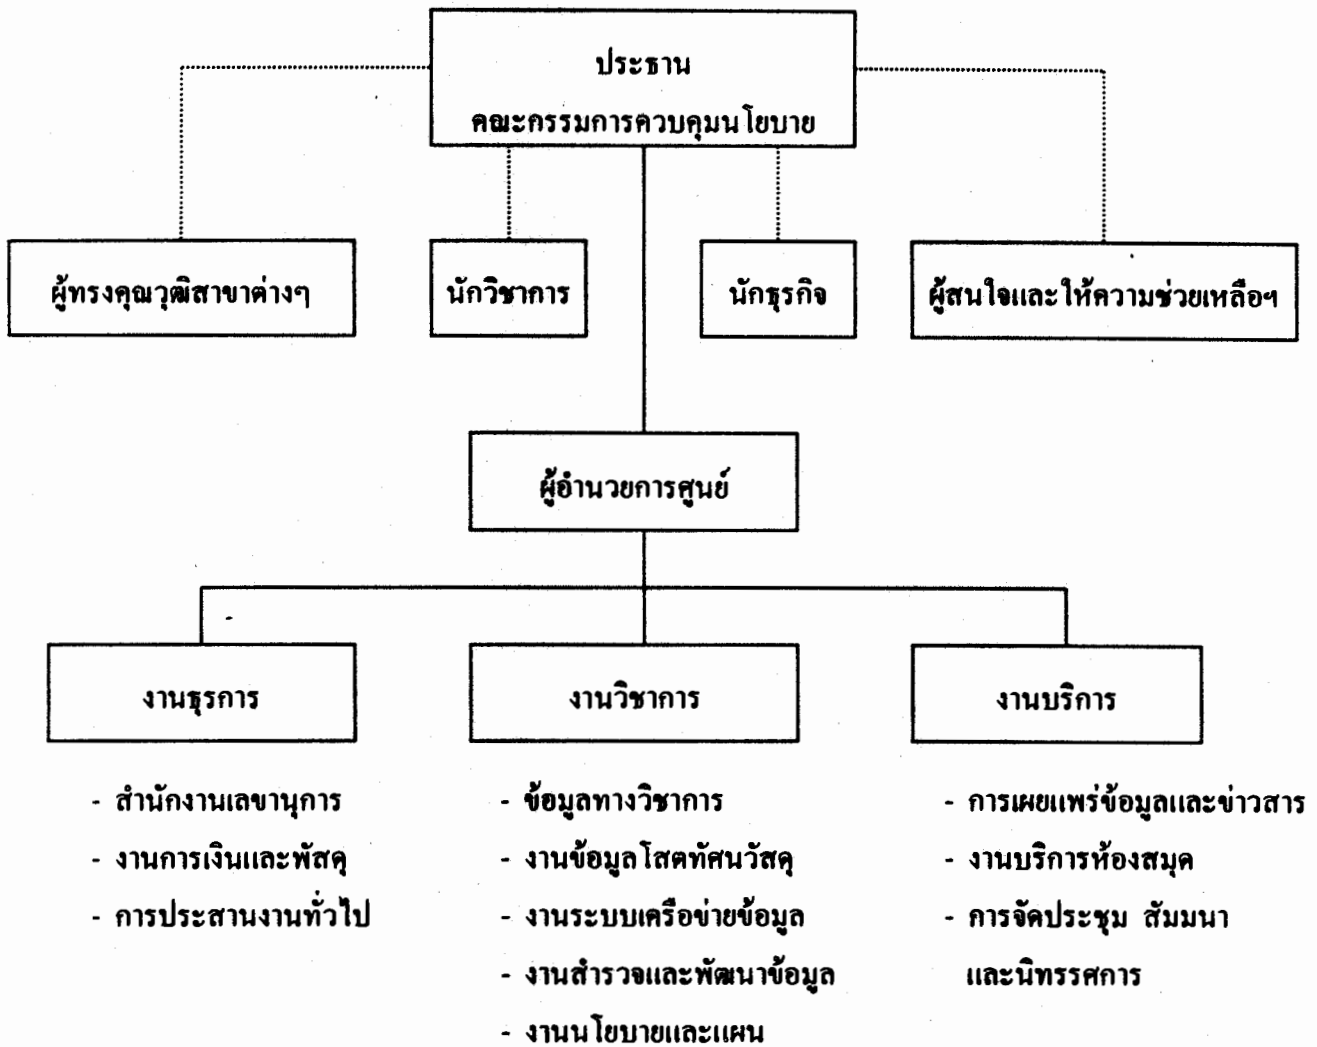 ประธาน
คณะกรรมการควบคุมนโยบาย
ผู้ทรงคุณวุฒิสาขาต่างๆ
นักวิชาการ
นักธุรกิจ
ผู้สนใจและให้ความช่วยเหลือฯ
ผู้อำนวยการศูนย์
งานธุรการ
งานวิชาการ
งานบริการ
- สำนักงานเลขานุการ
- งานการเงินและพัสดุ
- การประสานงานทั่วไป
- ข้อมูลทางวิชาการ
- งานข้อมูลโสตทัศนวัสดุ
- งานระบบเครือข่ายข้อมูล
- งานสำรวจและพัฒนาข้อมูล
- งานนโยบายและแผน
- การเผยแพร่ข้อมูลและข่าวสาร
- งานบริการห้องสมุด
- การจัดประชุม สัมมนา
และนิทรรศการ